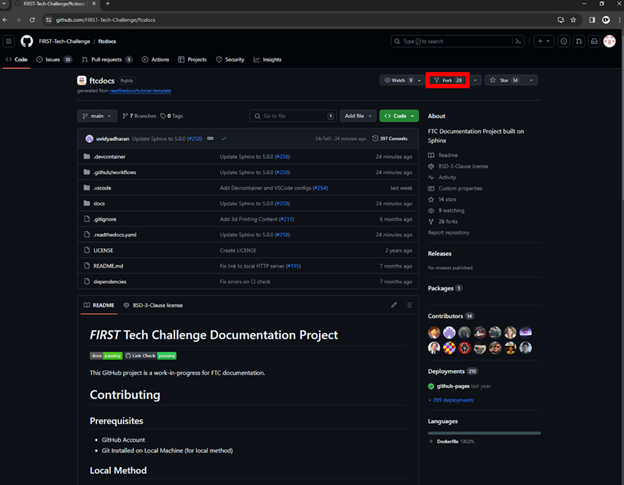 FIRST-Tech-Challenge/ftcdocs
github.com/FIRST-Tech-Challenge/ftcdocs
FIRST-Tech-Challenge / ftcdocs
Type / to search
Code
Issues 13
Pull requests 5
Actions
Projects
Security
Insights
ftcdocs Public
generated from readthedocs/tutorial-template
Watch 9
Fork 26
Star 14
main
7 Branches
0 Tags
Go to file
Add file
Code
uvidyadharan Update Sphinx to 5.0.0 (#258)
24 minutes ago
397 Commits
.devcontainer Update Sphinx to 5.0.0 (#258) 24 minutes ago
.github/workflows Update Sphinx to 5.0.0 (#258) 24 minutes ago
.vscode Add Devcontainer and VSCode configs (#254) last week
docs Update Sphinx to 5.0.0 (#258) 24 minutes ago
.gitignore Add 3d Printing Content (#211) 6 months ago
.readthedocs.yaml Update Sphinx to 5.0.0 (#258) 24 minutes ago
LICENSE Create LICENSE 2 years ago
README.md Fix link to local HTTP server (#195) 7 months ago
dependencies Fix errors on CI check 7 months ago
README
BSD-3-Clause license
FIRST Tech Challenge Documentation Project
docs passing
Link Check passing
This GitHub project is a work-in-progress for FTC documentation.
Contributing
Prerequisites
• GitHub Account
• Git Installed on Local Machine (for local method)
Local Method
About
FTC Documentation Project built on
Sphinx
Readme
BSD-3-Clause license
Activity
Custom properties
14 stars
9 watching
26 forks
Report repository
Releases
No releases published
Packages 1
Contributors 14
Deployments 210
github-pages last year
+ 209 deployments
Languages
Dockerfile 100.0%